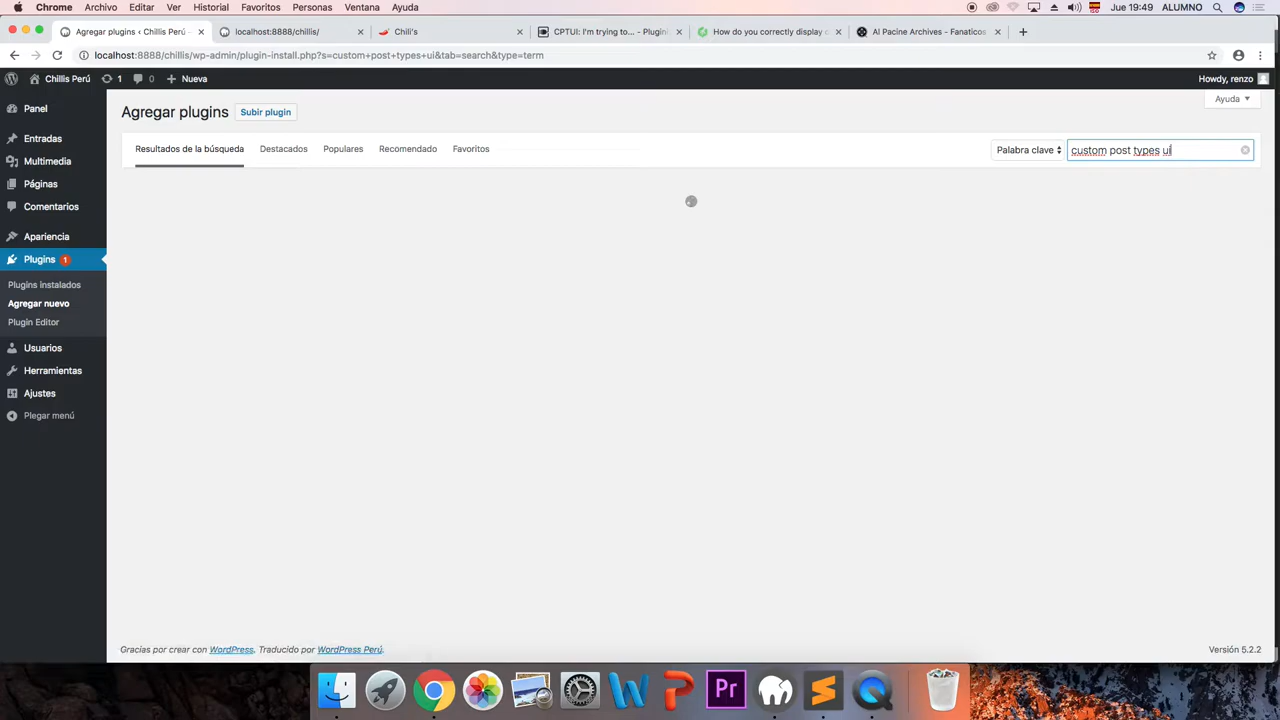 Chrome Archivo Editar Ver Historial Favoritos Personas Ventana Ayuda Jue 19:49 ALUMNO
Agregar plugins ‹ Chillis Perú – localhost:8888/chillis/ Chili's CPTUI: I'm trying to... - Plugin How do you correctly display c Al Pacine Archives - Fanaticos
localhost:8888/chillis/wp-admin/plugin-install.php?s=custom+post+types+ui&tab=search&type=term
Chillis Perú 1 0 Nueva Howdy, renzo
Panel
Entradas
Multimedia
Páginas
Comentarios
Apariencia
Plugins 1
Plugins instalados
Agregar nuevo
Plugin Editor
Usuarios
Herramientas
Ajustes
Plegar menú
Ayuda
Agregar plugins Subir plugin
Resultados de la búsqueda Destacados Populares Recomendado Favoritos Palabra clave custom post types ui
Gracias por crear con WordPress. Traducido por WordPress Perú. Versión 5.2.2
Pr